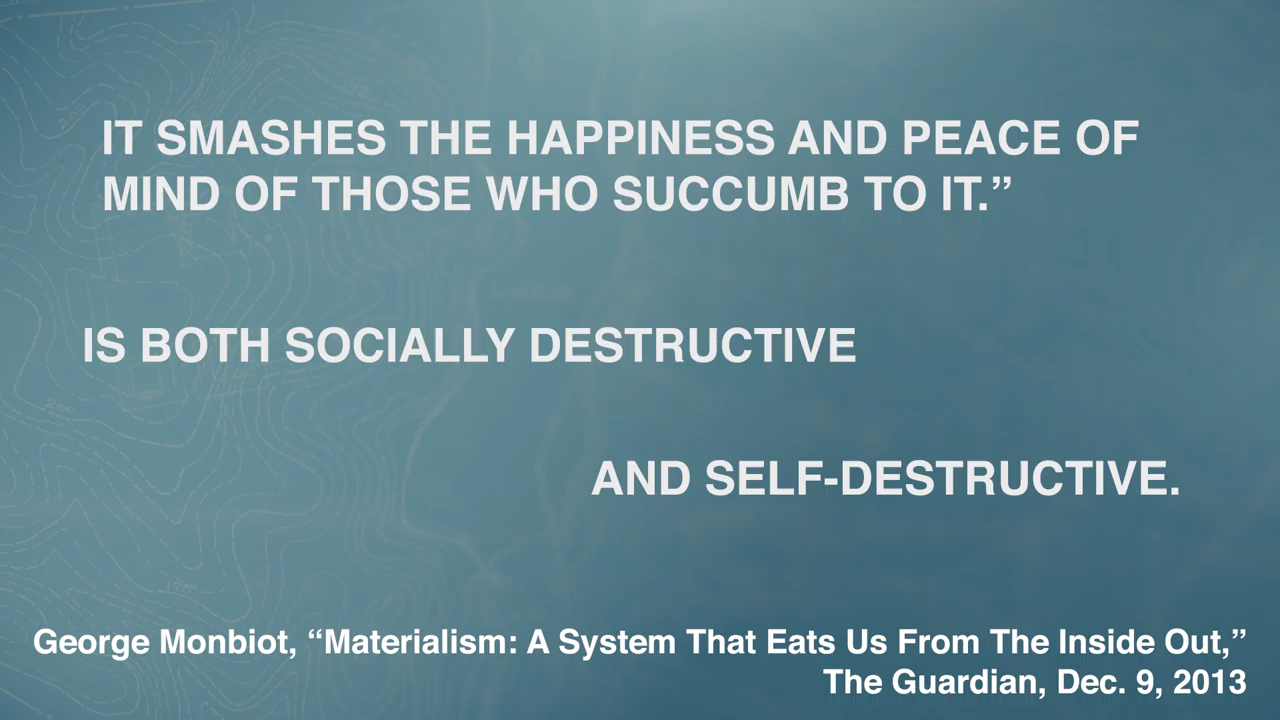 IT SMASHES THE HAPPINESS AND PEACE OF
MIND OF THOSE WHO SUCCUMB TO IT.”
IS BOTH SOCIALLY DESTRUCTIVE
AND SELF-DESTRUCTIVE.
George Monbiot, “Materialism: A System That Eats Us From The Inside Out,”
The Guardian, Dec. 9, 2013